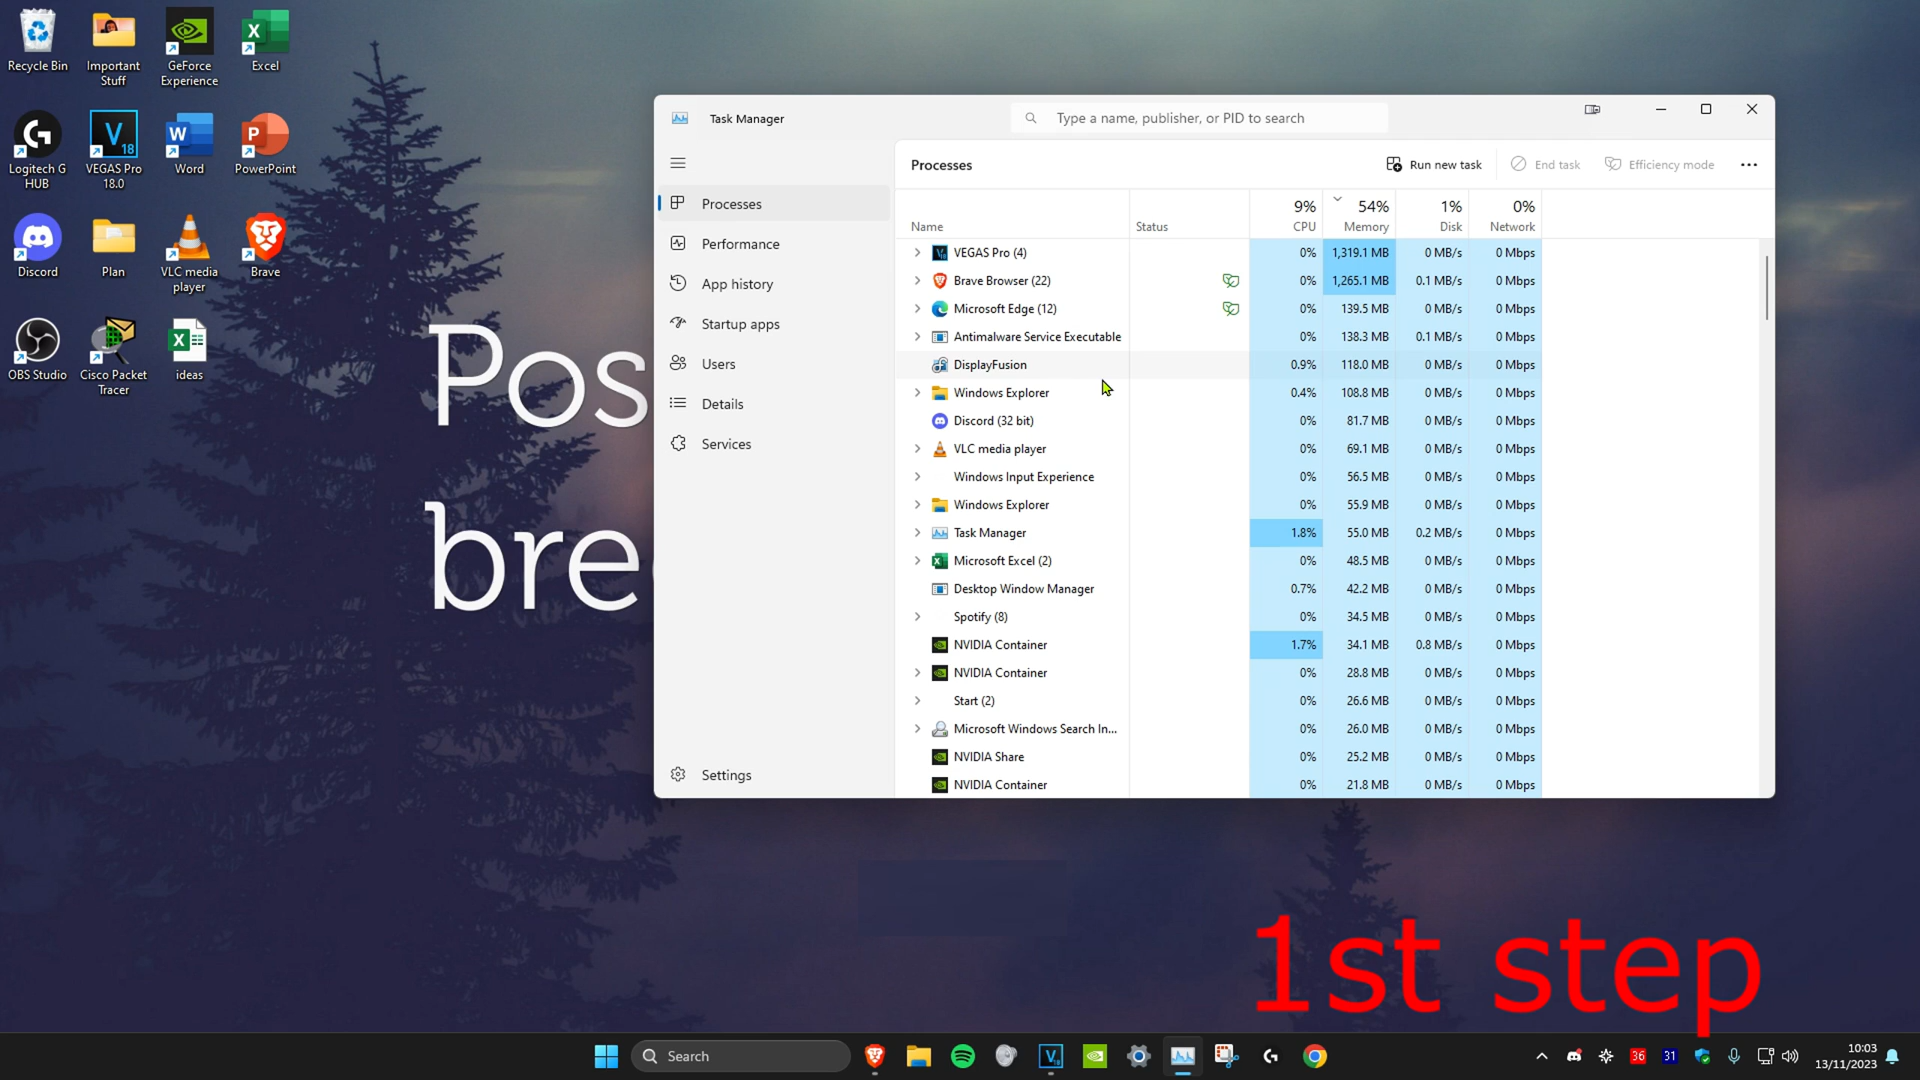 Recycle Bin
Important Stuff
GeForce Experience
Excel
Logitech G HUB
VEGAS Pro 18.0
Word
PowerPoint
Discord
Plan
VLC media player
Brave
OBS Studio
Cisco Packet Tracer
ideas
Pos
bre
Task Manager
Type a name, publisher, or PID to search
Processes
Performance
App history
Startup apps
Users
Details
Services
Settings
Processes
Run new task
End task
Efficiency mode
9% 54% 1% 0%
Name Status CPU Memory Disk Network
VEGAS Pro (4) 0% 1,319.1 MB 0 MB/s 0 Mbps
Brave Browser (22) 0% 1,265.1 MB 0.1 MB/s 0 Mbps
Microsoft Edge (12) 0% 139.5 MB 0 MB/s 0 Mbps
Antimalware Service Executable 0% 138.3 MB 0.1 MB/s 0 Mbps
DisplayFusion 0.9% 118.0 MB 0 MB/s 0 Mbps
Windows Explorer 0.4% 108.8 MB 0 MB/s 0 Mbps
Discord (32 bit) 0% 81.7 MB 0 MB/s 0 Mbps
VLC media player 0% 69.1 MB 0 MB/s 0 Mbps
Windows Input Experience 0% 56.5 MB 0 MB/s 0 Mbps
Windows Explorer 0% 55.9 MB 0 MB/s 0 Mbps
Task Manager 1.8% 55.0 MB 0.2 MB/s 0 Mbps
Microsoft Excel (2) 0% 48.5 MB 0 MB/s 0 Mbps
Desktop Window Manager 0.7% 42.2 MB 0 MB/s 0 Mbps
Spotify (8) 0% 34.5 MB 0 MB/s 0 Mbps
NVIDIA Container 1.7% 34.1 MB 0.8 MB/s 0 Mbps
NVIDIA Container 0% 28.8 MB 0 MB/s 0 Mbps
Start (2) 0% 26.6 MB 0 MB/s 0 Mbps
Microsoft Windows Search In... 0% 26.0 MB 0 MB/s 0 Mbps
NVIDIA Share 0% 25.2 MB 0 MB/s 0 Mbps
NVIDIA Container 0% 21.8 MB 0 MB/s 0 Mbps
1st step
Search
36
31
10:03
13/11/2023